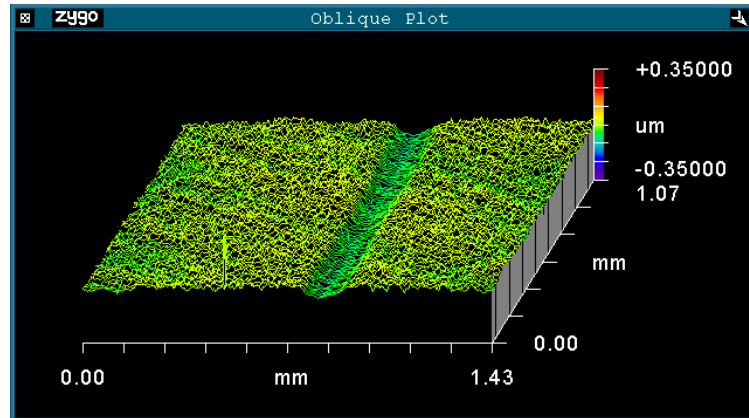 zygo Oblique Plot
+0.35000
um
-0.35000
1.07
mm
0.00
0.00 mm 1.43